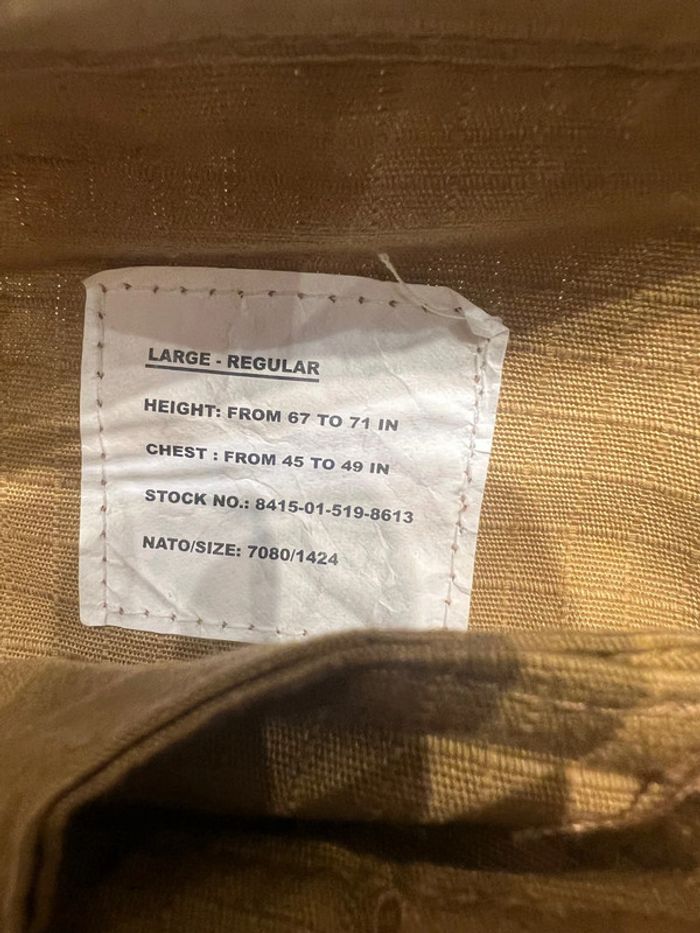 LARGE - REGULAR
HEIGHT: FROM 67 TO 71 IN
CHEST : FROM 45 TO 49 IN
STOCK NO.: 8415-01-519-8613
NATO/SIZE: 7080/1424